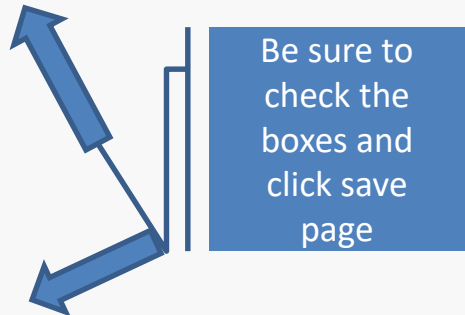 Be sure to
check the
boxes and
click save
page